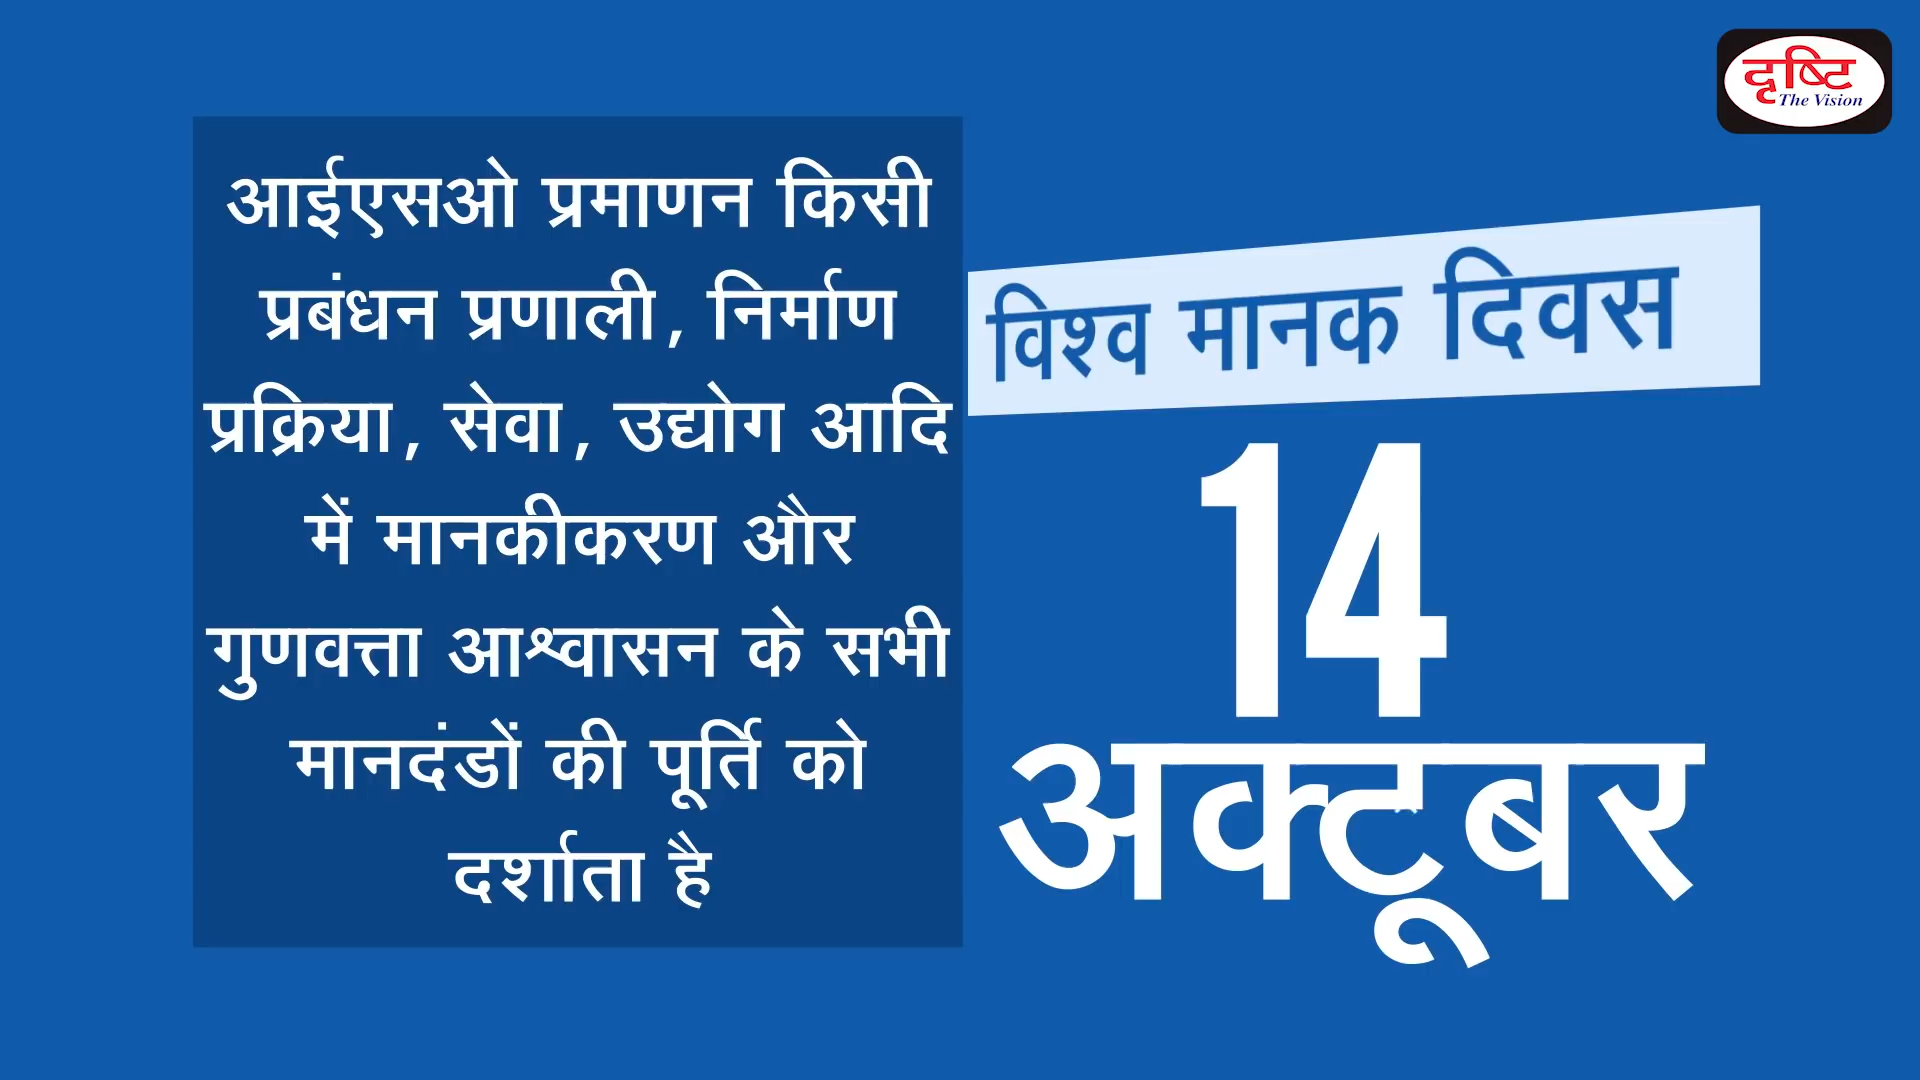 दृष्टि
The Vision
आईएसओ प्रमाणन किसी
प्रबंधन प्रणाली, निर्माण
प्रक्रिया, सेवा, उद्योग आदि
में मानकीकरण और
गुणवत्ता आश्वासन के सभी
मानदंडों की पूर्ति को
दर्शाता है
विश्व मानक दिवस
14
अक्टूबर